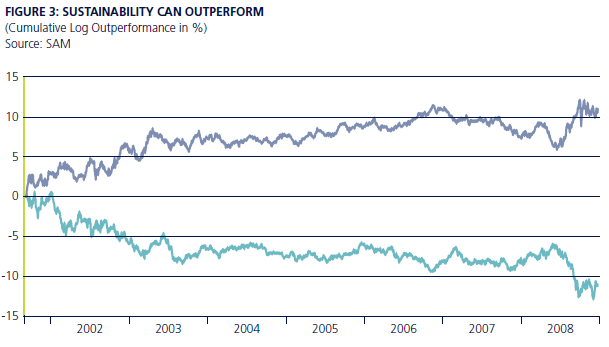 FIGURE 3: SUSTAINABILITY CAN OUTPERFORM
(Cumulative Log Outperformance in %)
Source: SAM
15
10
5
0
-5
-10
-15
2002 2003 2004 2005 2006 2007 2008